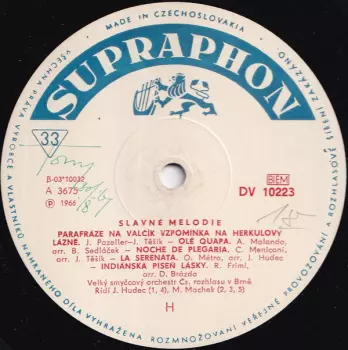 MADE IN CZECHOSLOVAKIA
SUPRAPHON
33
B-03*10032
A 3675
Ⓟ 1966
BIEM
DV 10223
SLAVNÉ MELODIE
PARAFRÁZE NA VALČÍK VZPOMÍNKA NA HERKULOVY
LÁZNĚ. J. Pazeller-J. Těšík - OLÉ QUAPA. A. Malando,
arr. B. Sedláček - NOCHE DE PLEGARIA. C. Meniconi,
arr. J. Těšík - LA SERENATA. O. Métra, arr. J. Hudec
- INDIÁNSKÁ PÍSEŇ LÁSKY. R. Friml,
arr. D. Brázda
Velký smyčcový orchestr Čs. rozhlasu v Brně
Řídí J. Hudec (1, 4), M. Machek (2, 3, 5)
H
VŠECHNA PRÁVA VÝROBCE A VLASTNÍKŮ NAHRANÉHO DÍLA VYHRAZENA. ROZMNOŽOVÁNÍ VEŘEJNÉ PROVOZOVÁNÍ A ROZHLASOVÉ ŠÍŘENÍ ZAKÁZÁNO